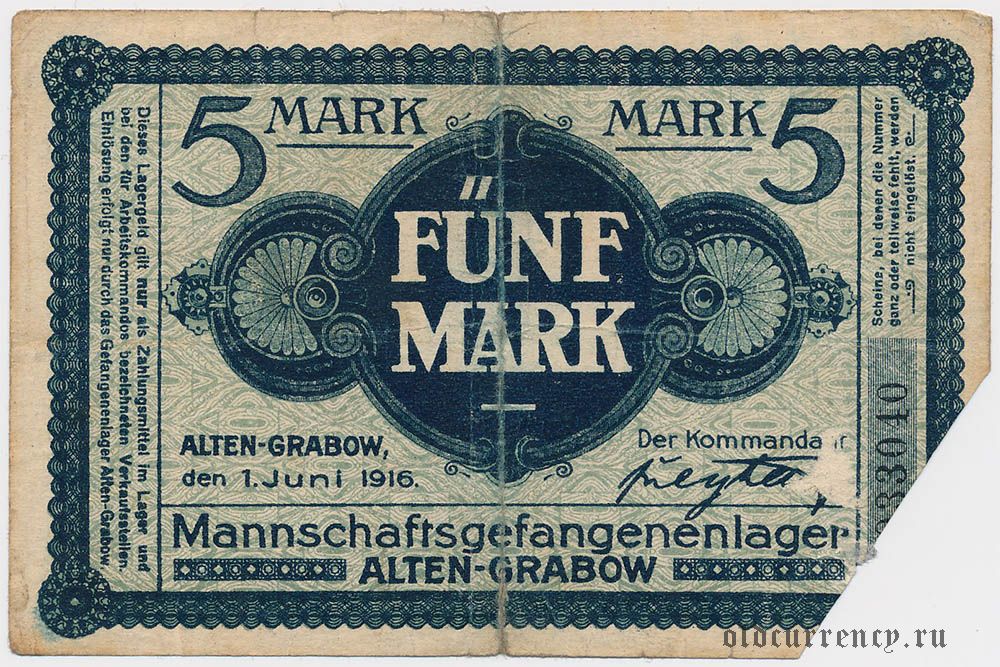 5 MARK
MARK 5
FÜNF
MARK
Dieses Lagergeld gilt nur als Zahlungsmittel im Lager und
bei den für Arbeitskommandos bezeichneten Verkaufsstellen.
Einlösung erfolgt nur durch das Gefangenenlager Alten-Grabow.
Scheine, bei denen die Nummer
ganz oder teilweise fehlt, werden
nicht eingelöst.
ALTEN-GRABOW,
den 1. Juni 1916.
Der Kommanda
33040
Mannschaftsgefangenenlager
ALTEN-GRABOW
oldcurrency.ru